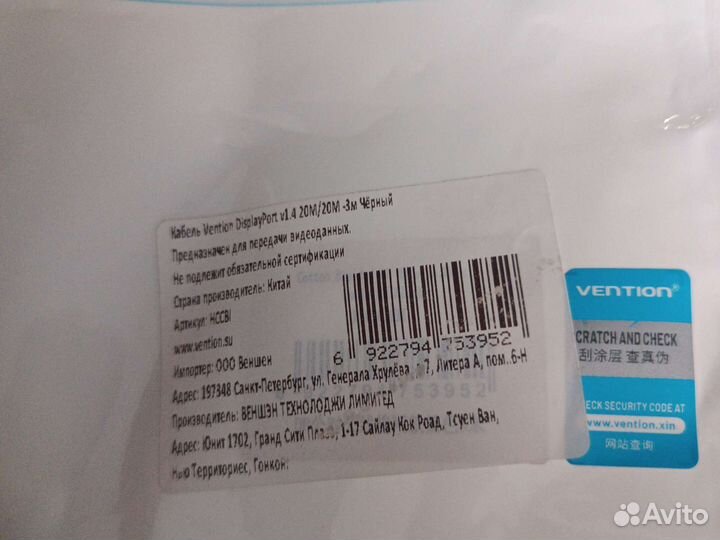 Кабель Vention DisplayPort v1.4 20M/20M -3м Чёрный
Предназначен для передачи видеоданных.
Не подлежит обязательной сертификации
Страна производитель: Китай
Артикул: HCCBI
www.vention.su
Импортер: ООО Веншен
Адрес: 197348 Санкт-Петербург, ул. Генерала Хрулёва, д7, Литера А, пом..6-Н
Производитель: ВЕНШЭН ТЕХНОЛОДЖИ ЛИМИТЕД
Адрес: Юнит 1702, Гранд Сити Плаза, 1-17 Сайлау Кок Роад, Тсуен Ван,
Нью Территориес, Гонконг
Cotton
6 922794 753952
753952
VENTION®
CRATCH AND CHECK
刮涂层 查真伪
ECK SECURITY CODE AT
www.vention.xin
网站查询
Avito